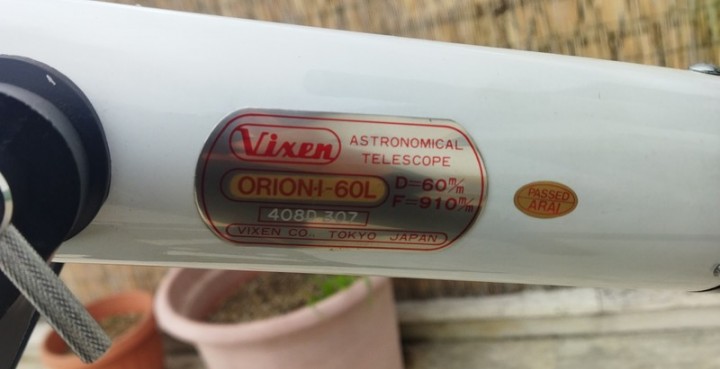 Vixen
ASTRONOMICAL
TELESCOPE
ORION-I-60L
D=60m/m
F=910m/m
408D 307
VIXEN CO., TOKYO JAPAN
PASSED
ARAI